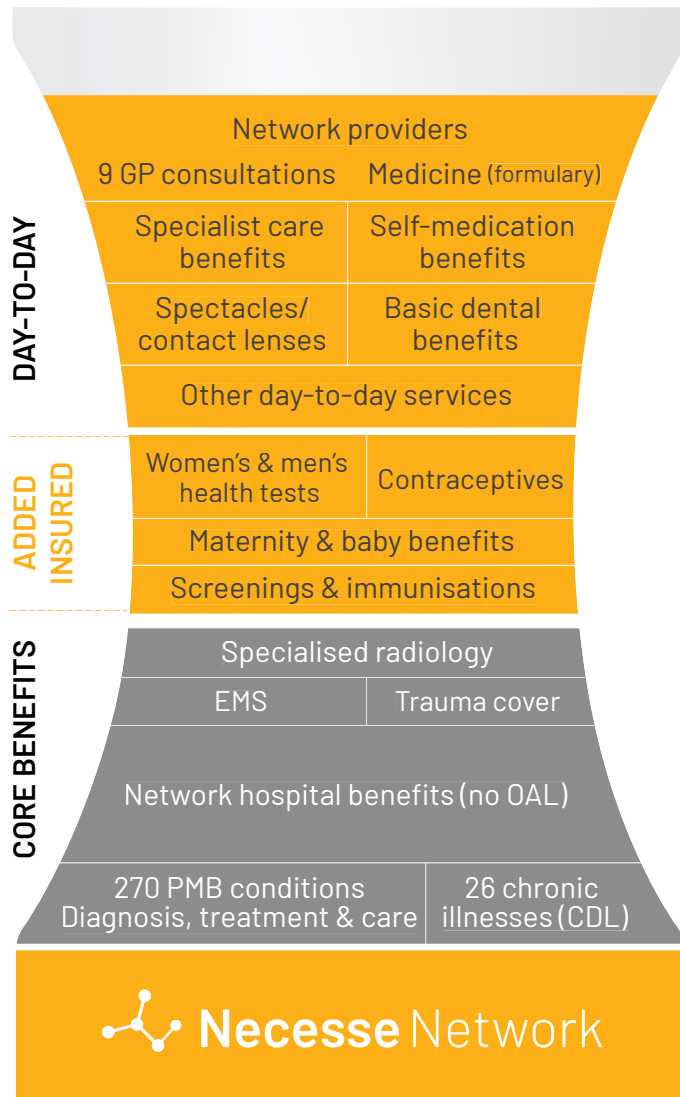 DAY-TO-DAY
Network providers
9 GP consultations
Medicine (formulary)
Specialist care
benefits
Self-medication
benefits
Spectacles/
contact lenses
Basic dental
benefits
Other day-to-day services
ADDED
INSURED
Women's & men's
health tests
Contraceptives
Maternity & baby benefits
Screenings & immunisations
CORE BENEFITS
Specialised radiology
EMS
Trauma cover
Network hospital benefits (no OAL)
270 PMB conditions
Diagnosis, treatment & care
26 chronic
illnesses (CDL)
Necesse Network